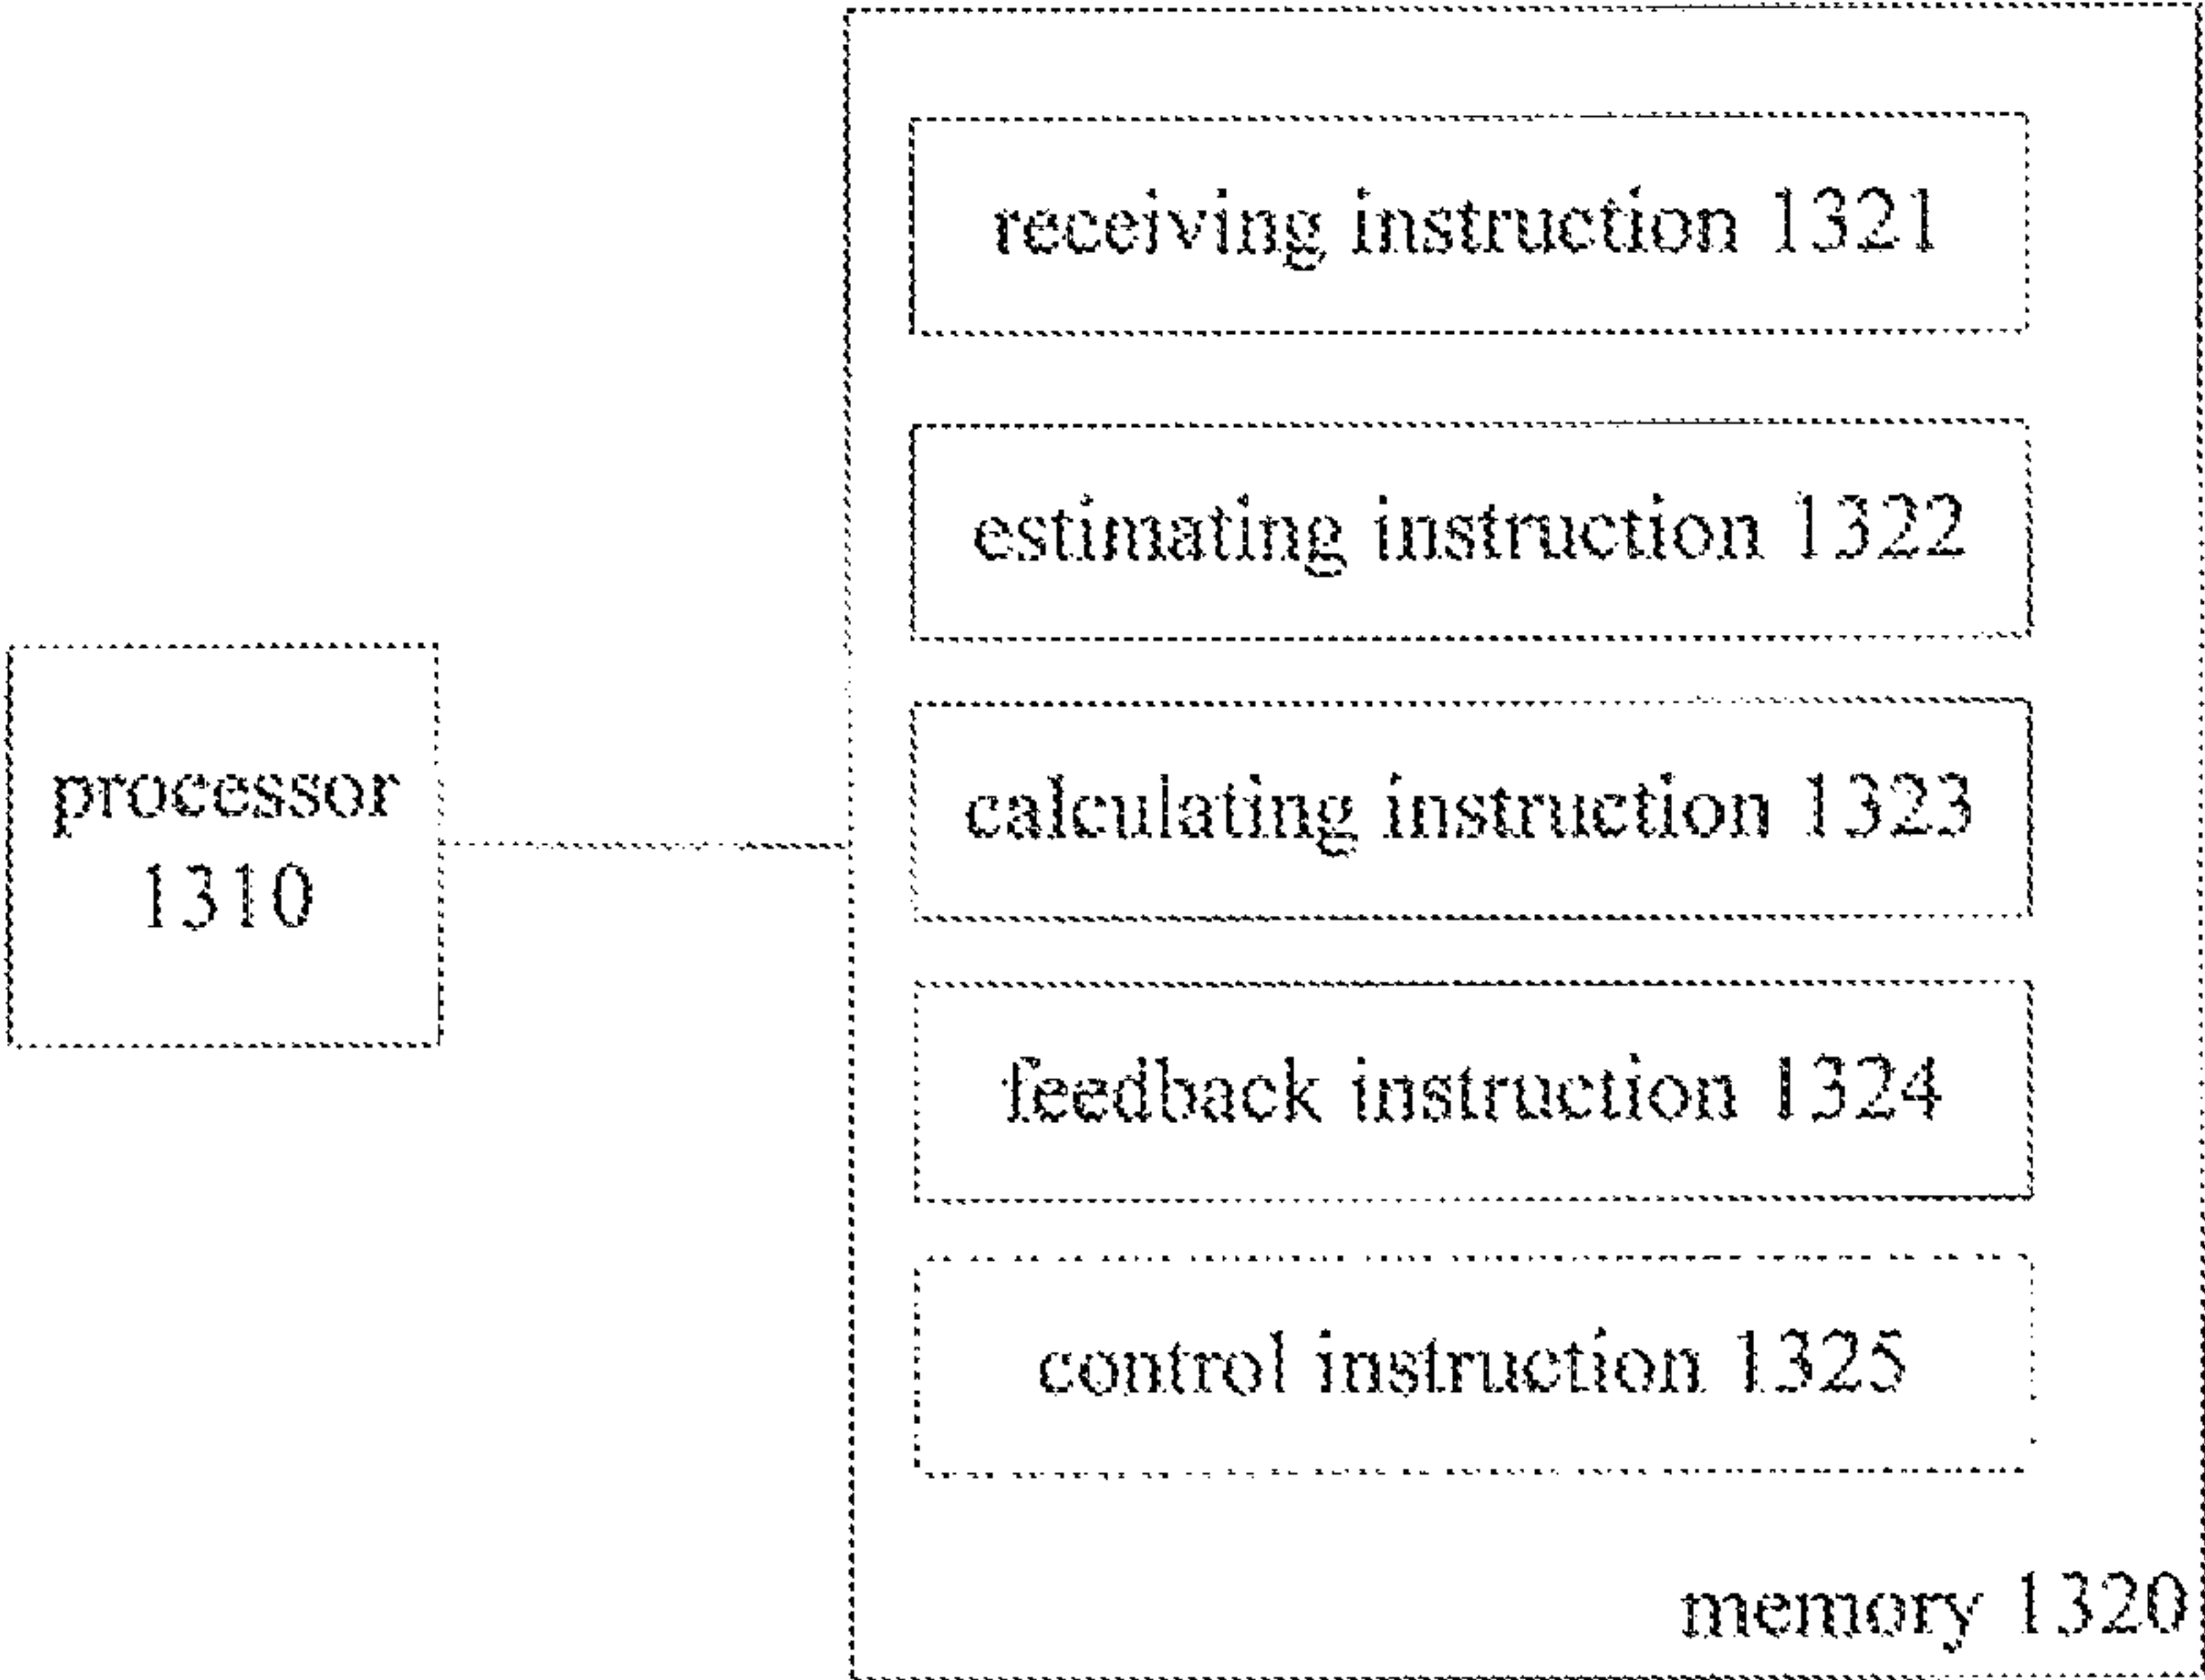 receiving instruction 1321
estimating instruction 1322
processor
1310
calculating instruction 1323
feedback instruction 1324
control instruction 1325
memory 1320